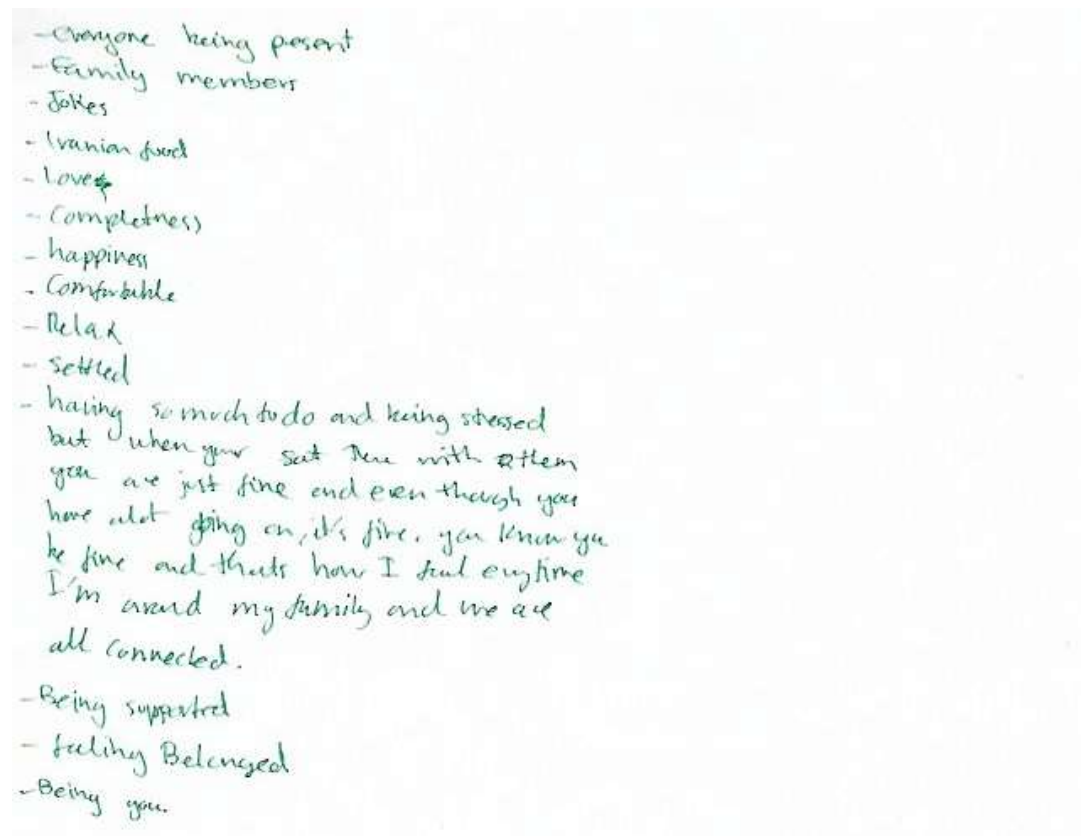 - everyone being present
- Family members
- Jokes
- Iranian food
- Love
- Completness
- happiness
- Comfortable
- Relax
- settled
- having so much to do and being stressed
but when your sat there with them
you are just fine and even though you
have alot going on, it's fine. you know you
be fine and thats how I feel everytime
I'm around my family and we are
all connected.
- Being supported
- feeling Belonged
- Being you.